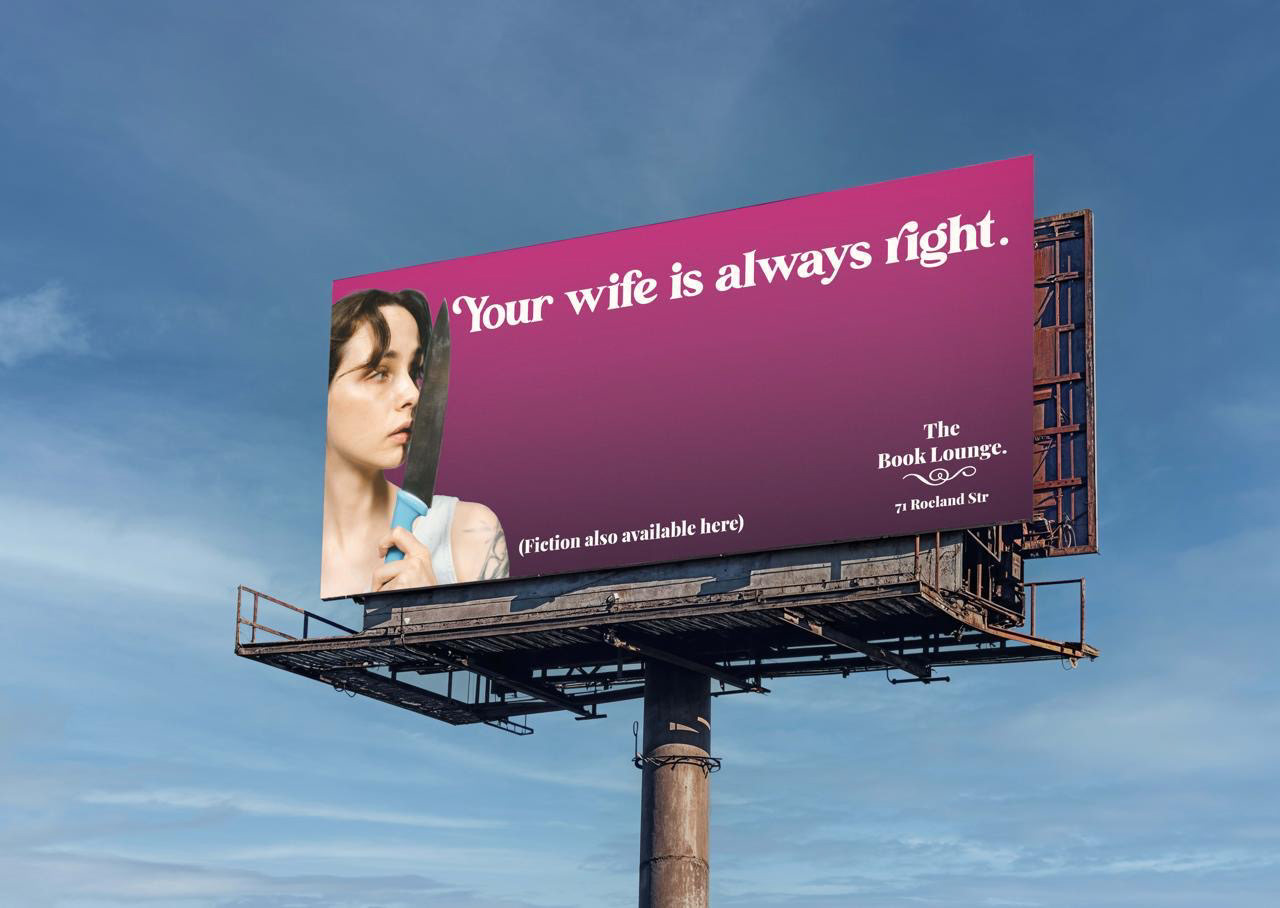 Your wife is always right.
The
Book Lounge.
71 Roeland Str
(Fiction also available here)